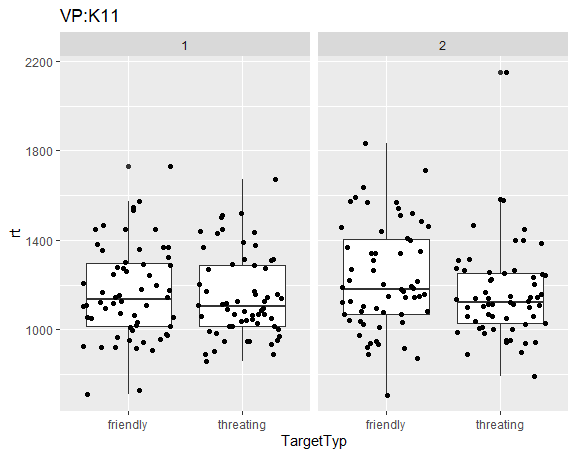 VP:K11
1 2
2200
1800
1400
1000
rt
friendly threating friendly threating
TargetTyp